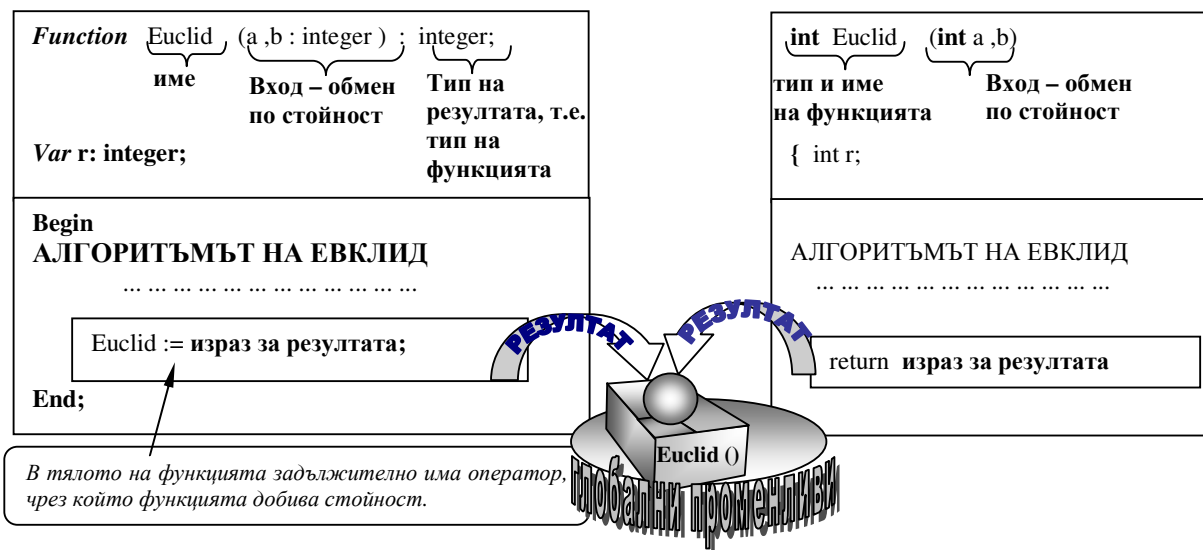 Function Euclid (a ,b : integer ) : integer;
име
Вход – обмен
по стойност
Тип на
резултата, т.е.
тип на
функцията
Var r: integer;
Begin
АЛГОРИТЪМЪТ НА ЕВКЛИД
... ... ... ... ... ... ... ... ... ... ... ...
Euclid := израз за резултата;
End;
В тялото на функцията задължително има оператор,
чрез който функцията добива стойност.
РЕЗУЛТАТ
РЕЗУЛТАТ
Euclid ()
глобални променливи
int Euclid (int a ,b)
тип и име
на функцията
Вход – обмен
по стойност
{ int r;
АЛГОРИТЪМЪТ НА ЕВКЛИД
... ... ... ... ... ... ... ... ... ... ... ...
return израз за резултата